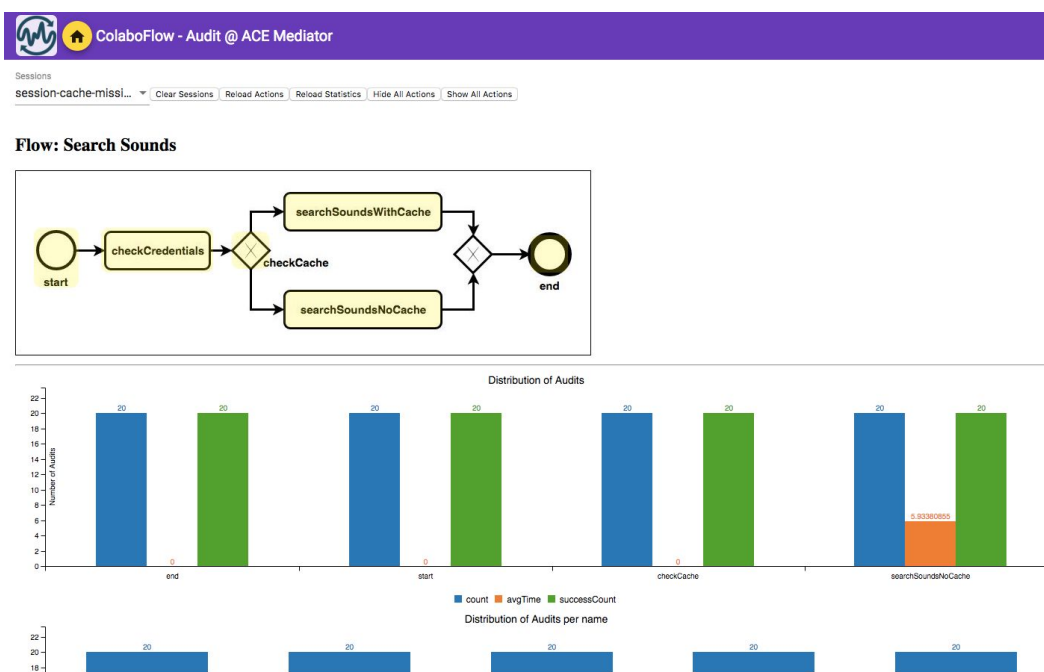 ColaboFlow - Audit @ ACE Mediator
Sessions
session-cache-missi...
Clear Sessions Reload Actions Reload Statistics Hide All Actions Show All Actions
Flow: Search Sounds
searchSoundsWithCache
checkCredentials
X
X
checkCache
start
end
searchSoundsNoCache
Distribution of Audits
22
20
18
16
14
12
10
8
6
4
2
0
Number of Audits
20 0 20
20 0 20
20 0 20
20 5.93380855 20
end start checkCache searchSoundsNoCache
count avgTime successCount
Distribution of Audits per name
22
20
18
20 20 20 20 20